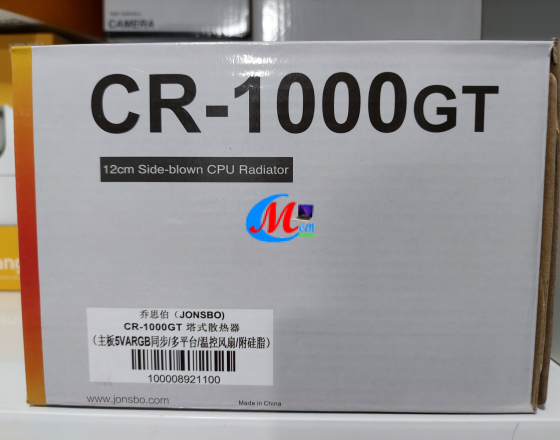 CAMERA
CR-1000GT
12cm Side-blown CPU Radiator
M
com
乔思伯（JONSBO)
CR-1000GT 塔式散热器
（主板5VARGB同步/多平台/温控风扇/附硅脂）
100008921100
www.jonsbo.com
Made in China